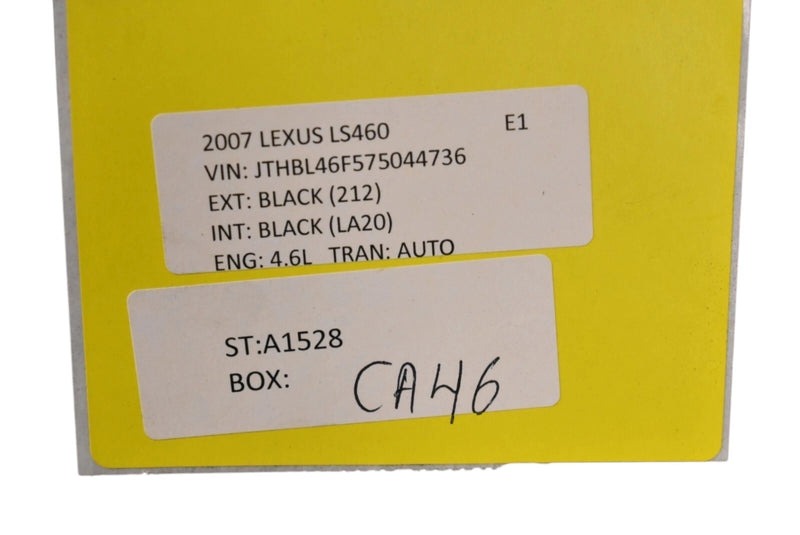 2007 LEXUS LS460 E1
VIN: JTHBL46F575044736
EXT: BLACK (212)
INT: BLACK (LA20)
ENG: 4.6L TRAN: AUTO
ST:A1528
BOX: CA46